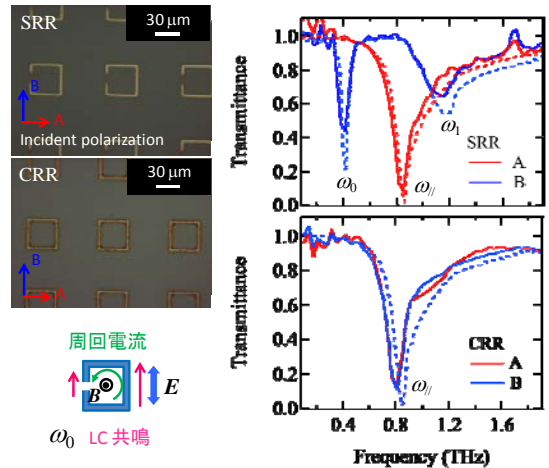 SRR
30 μm
B
A
Incident polarization
CRR
30 μm
B
A
周回電流
B
E
ω0 LC 共鳴
Transmittance
1.0
0.8
0.6
0.4
0.2
0.0
ω0
ω//
ω1
SRR
A
B
Transmittance
1.0
0.8
0.6
0.4
0.2
0.0
ω//
CRR
A
B
0.4 0.8 1.2 1.6
Frequency (THz)